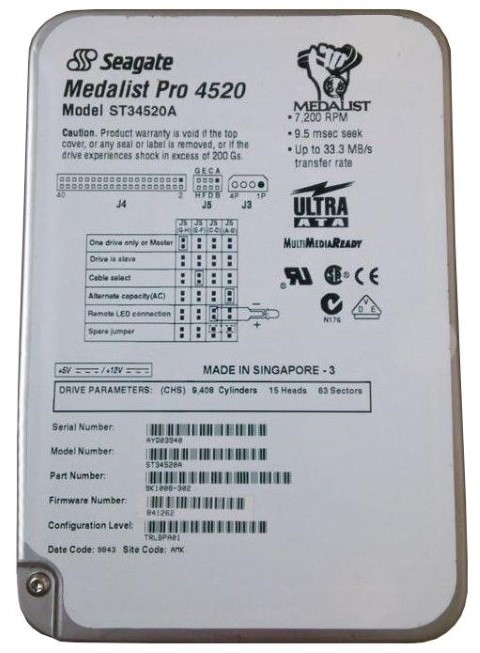 Seagate
Medalist Pro 4520
Model ST34520A
Caution. Product warranty is void if the top
cover, or any seal or label is removed, or if the
drive experiences shock in excess of 200 Gs.
MEDALIST
• 7,200 RPM
• 9.5 msec seek
• Up to 33.3 MB/s
transfer rate
G E C A
40 2 H F D B 4P 1P
J4 J5 J3
ULTRA
ATA
MULTIMEDIAREADY
J5 J5 J5 J5
(G-H) (E-F) (C-D) (A-B)
One drive only or Master
Drive is slave
Cable select
Alternate capacity(AC)
Remote LED connection
Spare jumper
− +
N176
D E
+5V / +12V
MADE IN SINGAPORE - 3
DRIVE PARAMETERS: (CHS) 9,408 Cylinders 15 Heads 63 Sectors
Serial Number:
AYD03940
Model Number:
ST34520A
Part Number:
9K1006-302
Firmware Number:
841262
Configuration Level:
TRLBPA01
Date Code: 9843 Site Code: AMK